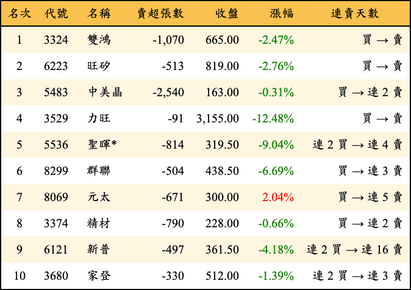 名次 代號 名稱 賣超張數 收盤 漲幅 連賣天數
1 3324 雙鴻 -1,070 665.00 -2.47% 買 → 賣
2 6223 旺矽 -513 819.00 -2.76% 買 → 賣
3 5483 中美晶 -2,540 163.00 -0.31% 買 → 連 2 賣
4 3529 力旺 -91 3,155.00 -12.48% 買 → 賣
5 5536 聖暉* -814 319.50 -9.04% 連 2 買 → 連 4 賣
6 8299 群聯 -504 438.50 -6.69% 買 → 連 3 賣
7 8069 元太 -671 300.00 2.04% 買 → 連 5 賣
8 3374 精材 -790 228.00 -0.66% 買 → 連 2 賣
9 6121 新普 -497 361.50 -4.18% 連 2 買 → 連 16 賣
10 3680 家登 -330 512.00 -1.39% 連 2 買 → 連 3 賣